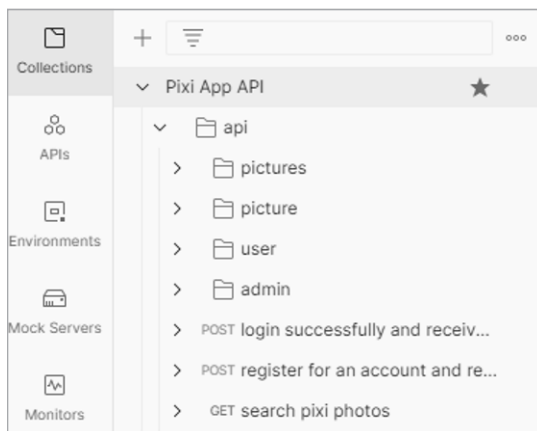 Collections
APIs
Environments
Mock Servers
Monitors
Pixi App API
api
pictures
picture
user
admin
POST login successfully and receiv...
POST register for an account and re...
GET search pixi photos